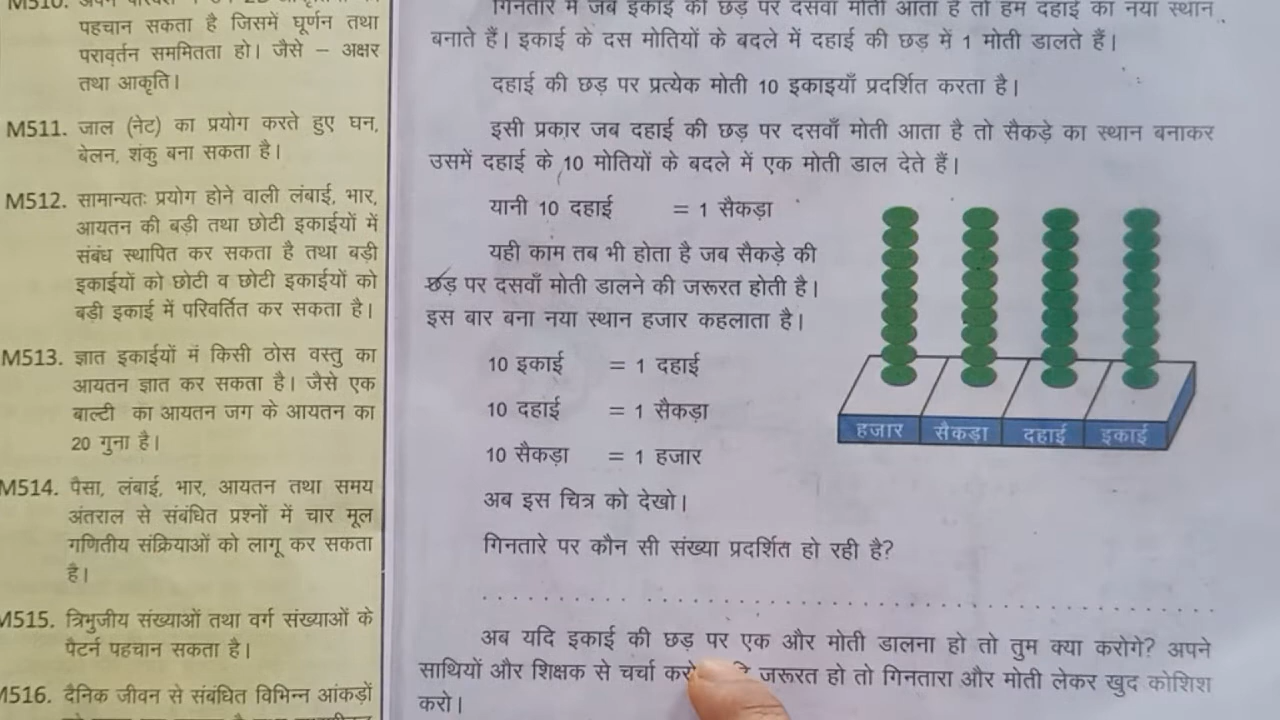 पहचान सकता है जिसमें घूर्णन तथा
परावर्तन सममितता हो। जैसे – अक्षर
तथा आकृति।
M511. जाल (नेट) का प्रयोग करते हुए घन,
बेलन, शंकु बना सकता है।
M512. सामान्यतः प्रयोग होने वाली लंबाई, भार,
आयतन की बड़ी तथा छोटी इकाईयों में
संबंध स्थापित कर सकता है तथा बड़ी
इकाईयों को छोटी व छोटी इकाईयों को
बड़ी इकाई में परिवर्तित कर सकता है।
M513. ज्ञात इकाईयों में किसी ठोस वस्तु का
आयतन ज्ञात कर सकता है। जैसे एक
बाल्टी का आयतन जग के आयतन का
20 गुना है।
M514. पैसा, लंबाई, भार, आयतन तथा समय
अंतराल से संबंधित प्रश्नों में चार मूल
गणितीय संक्रियाओं को लागू कर सकता
है।
M515. त्रिभुजीय संख्याओं तथा वर्ग संख्याओं के
पैटर्न पहचान सकता है।
M516. दैनिक जीवन से संबंधित विभिन्न आंकड़ों
गिनतारे में जब इकाई की छड़ पर दसवाँ मोती आता है तो हम दहाई का नया स्थान
बनाते हैं। इकाई के दस मोतियों के बदले में दहाई की छड़ में 1 मोती डालते हैं।
दहाई की छड़ पर प्रत्येक मोती 10 इकाइयाँ प्रदर्शित करता है।
इसी प्रकार जब दहाई की छड़ पर दसवाँ मोती आता है तो सैकड़े का स्थान बनाकर
उसमें दहाई के 10 मोतियों के बदले में एक मोती डाल देते हैं।
यानी 10 दहाई = 1 सैकड़ा
यही काम तब भी होता है जब सैकड़े की
छड़ पर दसवाँ मोती डालने की जरूरत होती है।
इस बार बना नया स्थान हजार कहलाता है।
10 इकाई = 1 दहाई
10 दहाई = 1 सैकड़ा
10 सैकड़ा = 1 हजार
हजार सैकड़ा दहाई इकाई
अब इस चित्र को देखो।
गिनतारे पर कौन सी संख्या प्रदर्शित हो रही है?
अब यदि इकाई की छड़ पर एक और मोती डालना हो तो तुम क्या करोगे? अपने
साथियों और शिक्षक से चर्चा जरूरत हो तो गिनतारा और मोती लेकर खुद कोशिश
करो।